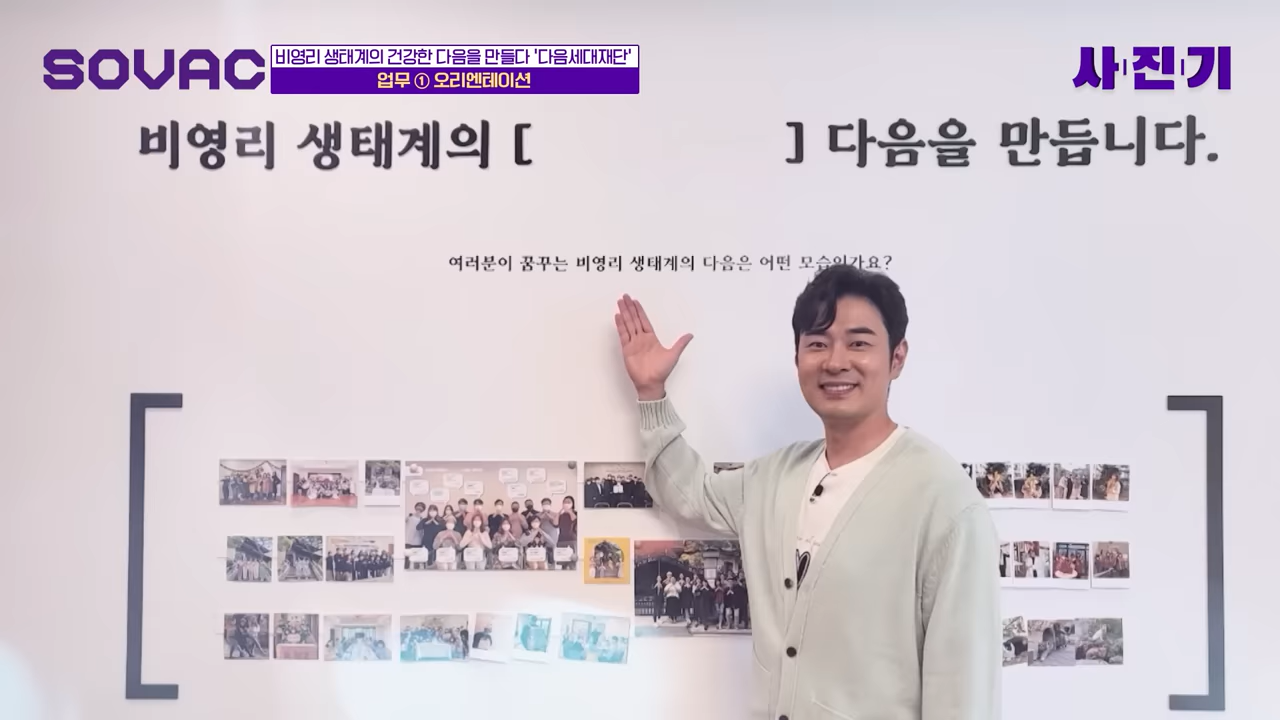 SOVAC
비영리 생태계의 건강한 다음을 만들다 '다음세대재단'
업무 ① 오리엔테이션
사·진·기
비영리 생태계의 [ ] 다음을 만듭니다.
여러분이 꿈꾸는 비영리 생태계의 다음은 어떤 모습인가요?